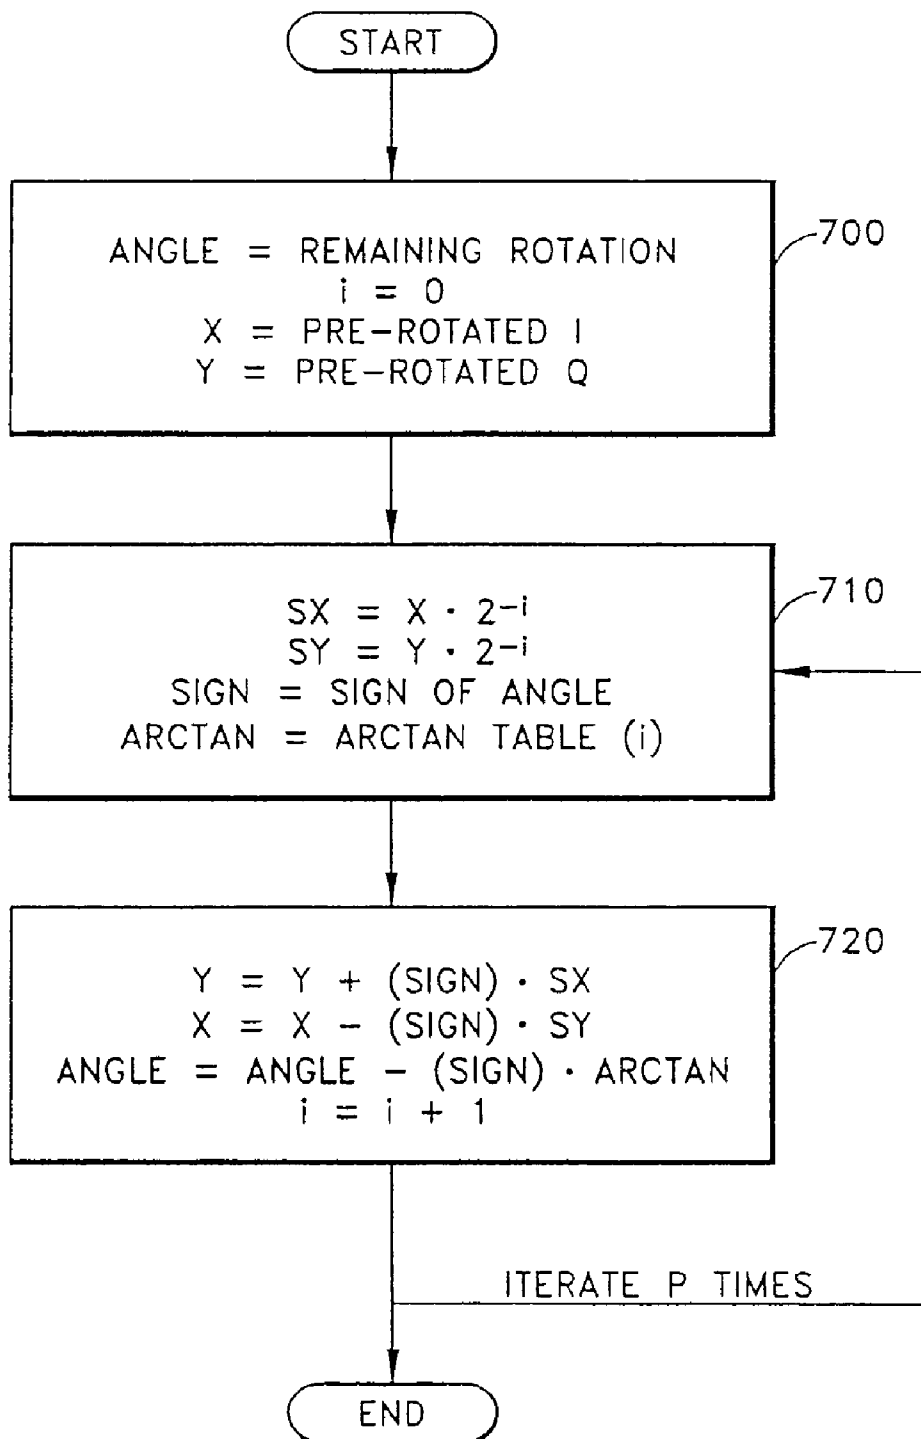 START
700
ANGLE = REMAINING ROTATION
i = 0
X = PRE-ROTATED I
Y = PRE-ROTATED Q
710
SX = X · 2⁻ⁱ
SY = Y · 2⁻ⁱ
SIGN = SIGN OF ANGLE
ARCTAN = ARCTAN TABLE (i)
720
Y = Y + (SIGN) · SX
X = X − (SIGN) · SY
ANGLE = ANGLE − (SIGN) · ARCTAN
i = i + 1
ITERATE P TIMES
END